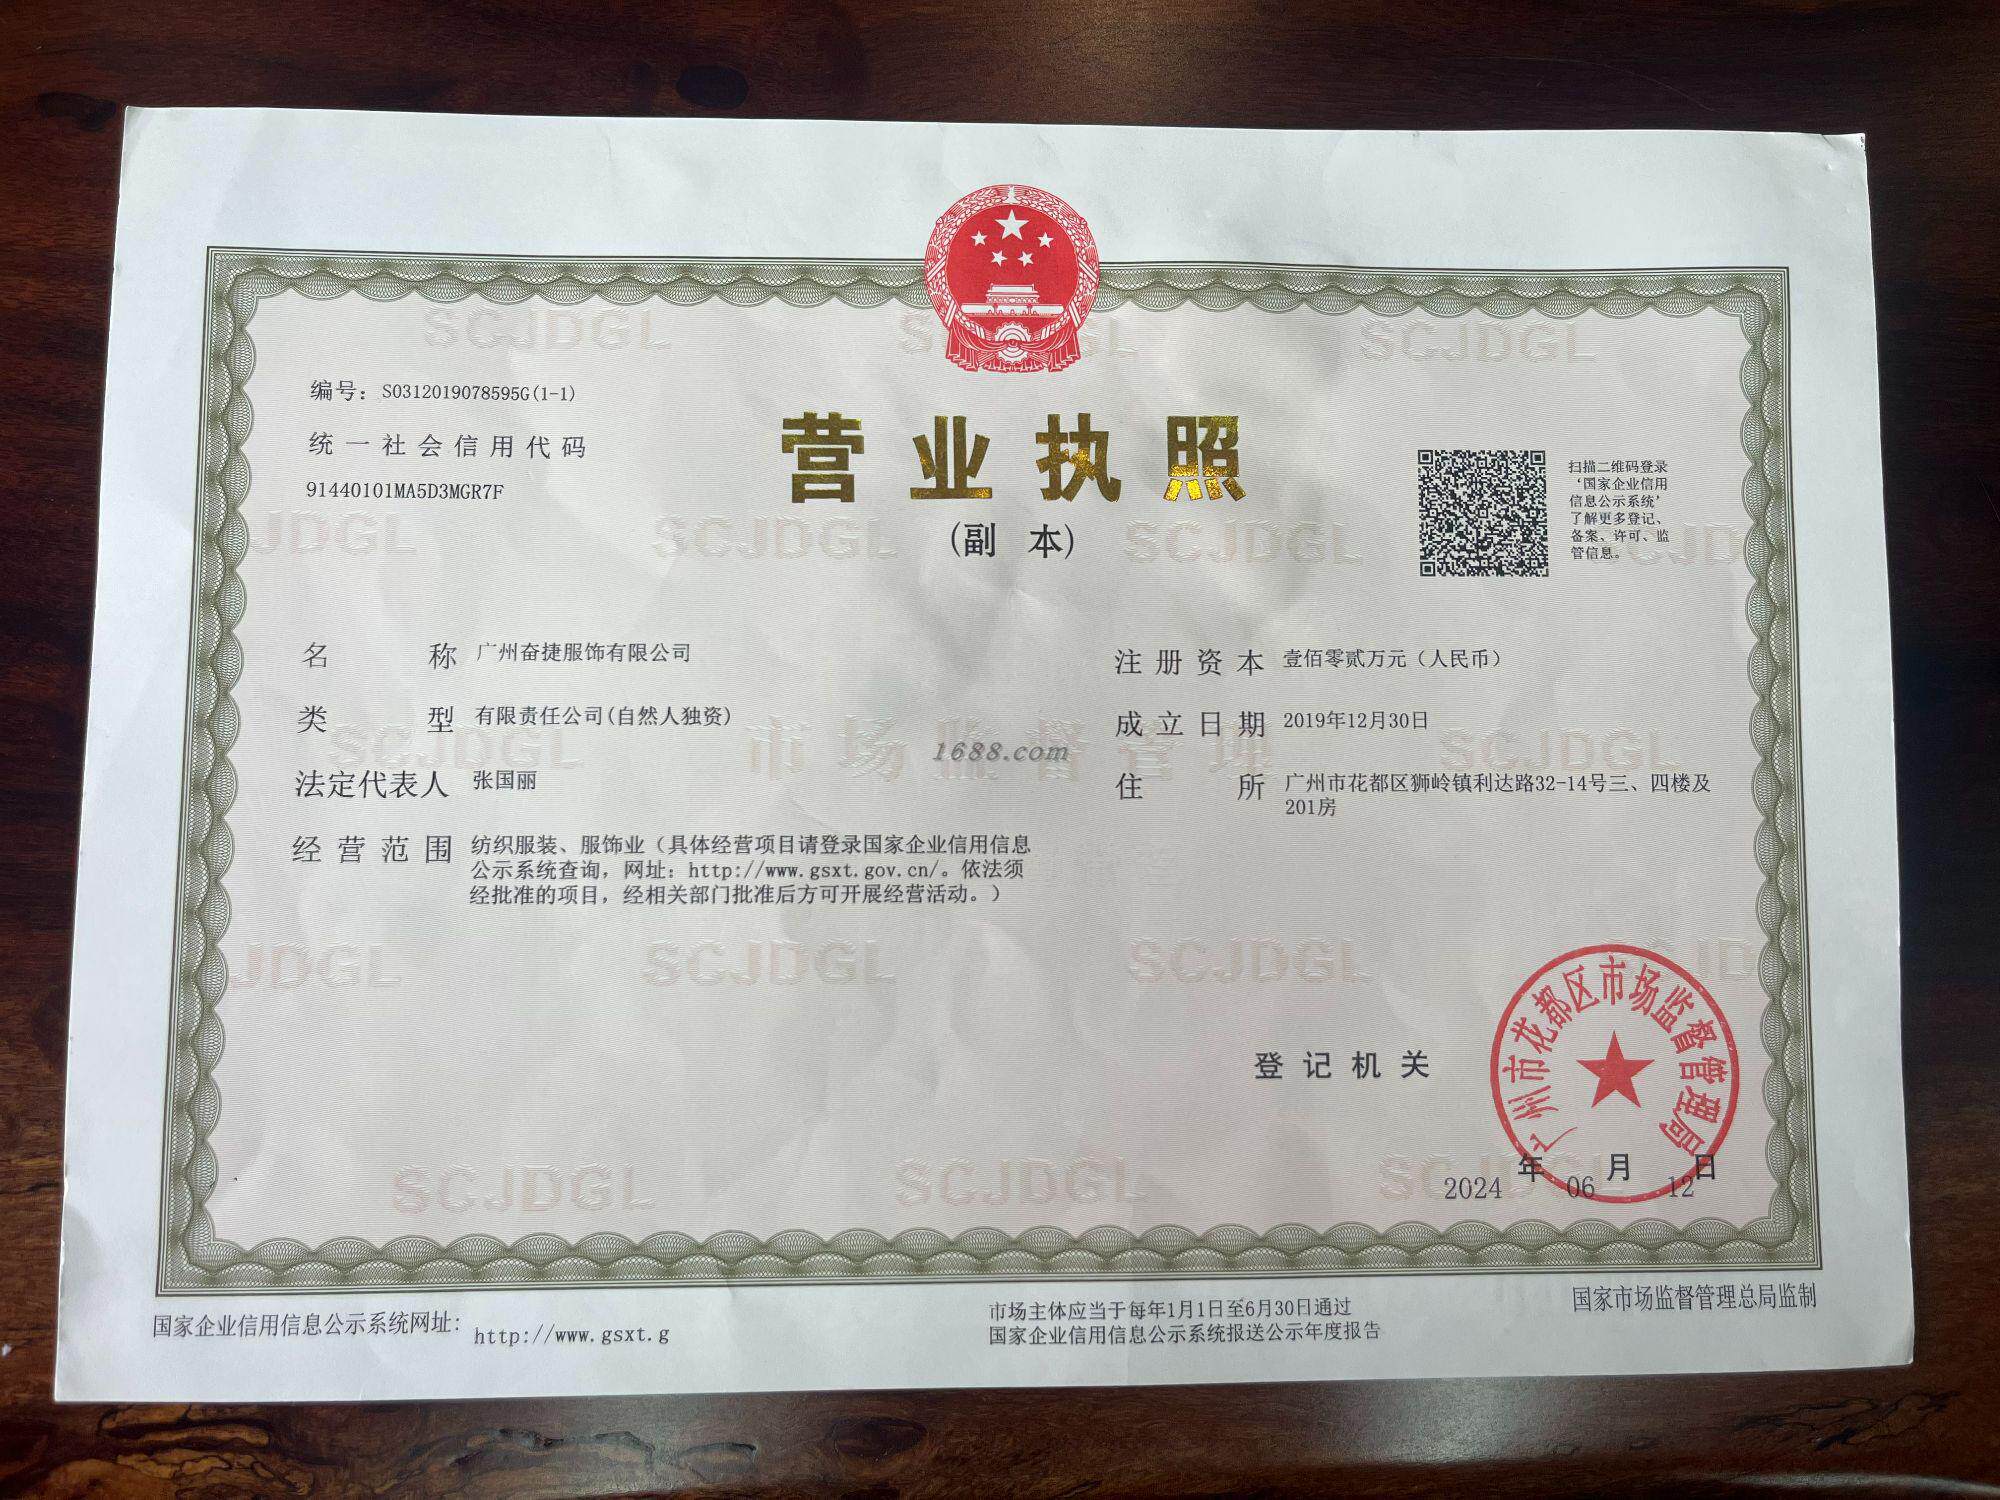 编号：S0312019078595G(1-1)
统一社会信用代码
91440101MA5D3MGR7F
营业执照
(副本)
扫描二维码登录
‘国家企业信用
信息公示系统’
了解更多登记、
备案、许可、监
管信息。
名称 广州奋捷服饰有限公司
类型 有限责任公司(自然人独资)
法定代表人 张国丽
经营范围 纺织服装、服饰业（具体经营项目请登录国家企业信用信息
公示系统查询，网址：http://www.gsxt.gov.cn/。依法须
经批准的项目，经相关部门批准后方可开展经营活动。）
注册资本 壹佰零贰万元（人民币）
成立日期 2019年12月30日
住所 广州市花都区狮岭镇利达路32-14号三、四楼及
201房
SCJDGL
市场监督管理
1688.com
登记机关
广州市花都区市场监督管理局
2024年06月12日
国家企业信用信息公示系统网址：http://www.gsxt.g
市场主体应当于每年1月1日至6月30日通过
国家企业信用信息公示系统报送公示年度报告
国家市场监督管理总局监制